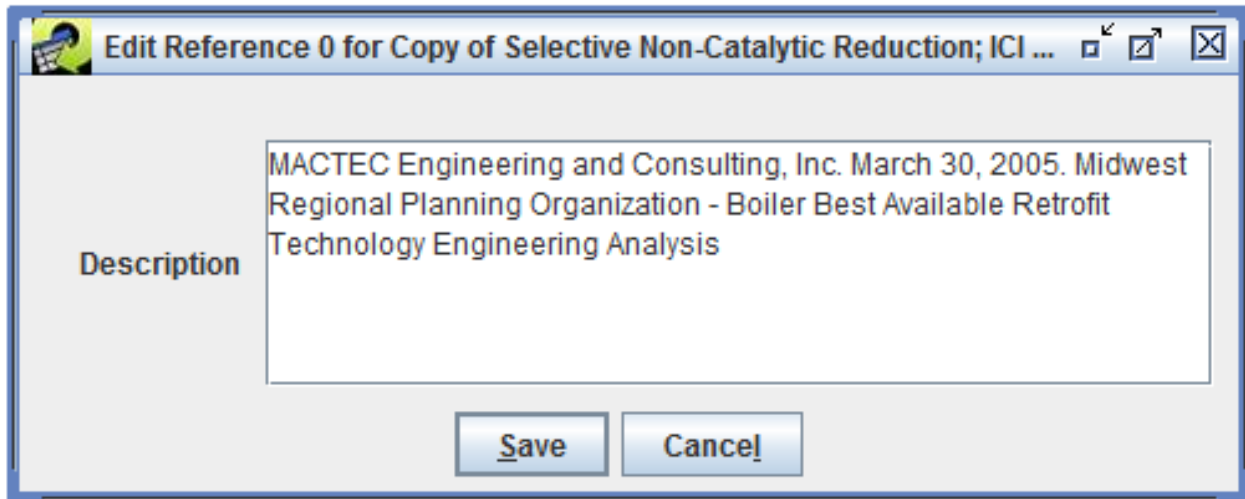 Edit Reference 0 for Copy of Selective Non-Catalytic Reduction; ICI ...
MACTEC Engineering and Consulting, Inc. March 30, 2005. Midwest
Regional Planning Organization - Boiler Best Available Retrofit
Technology Engineering Analysis
Description
Save Cancel